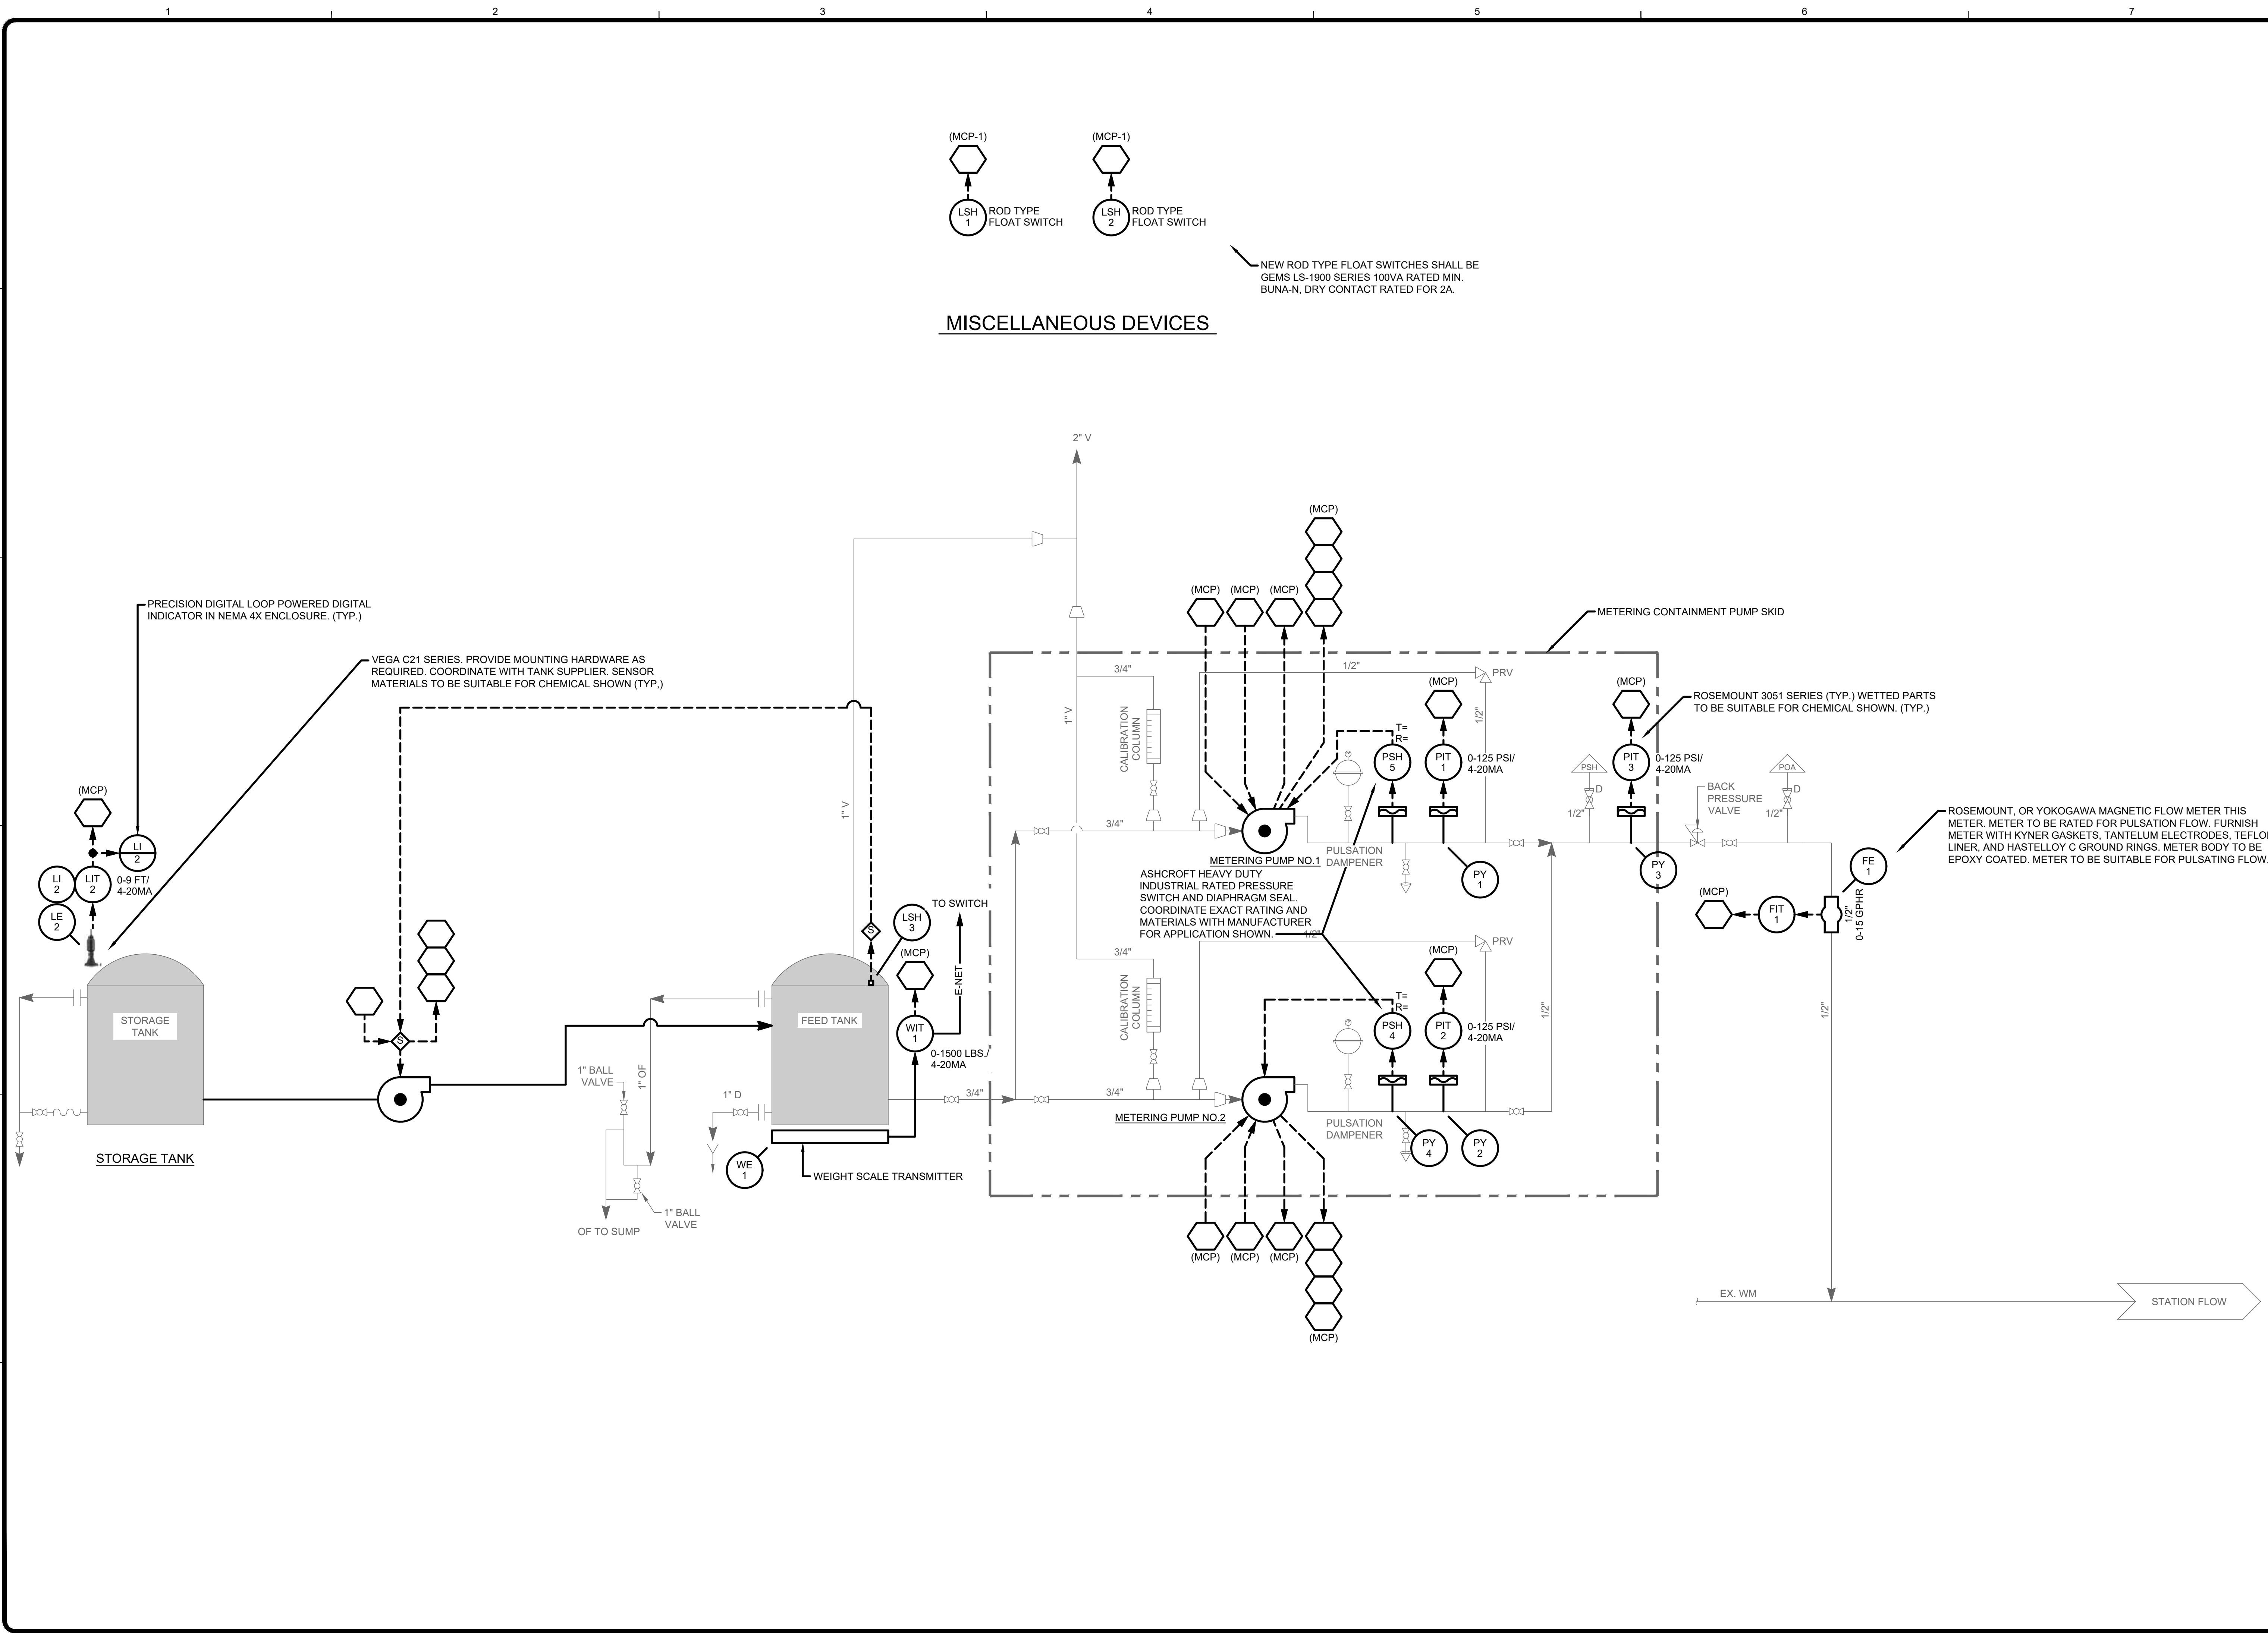 1
2
3
4
5
6
7
(MCP-1)
(MCP-1)
LSH
1
ROD TYPE
FLOAT SWITCH
LSH
2
ROD TYPE
FLOAT SWITCH
NEW ROD TYPE FLOAT SWITCHES SHALL BE
GEMS LS-1900 SERIES 100VA RATED MIN.
BUNA-N, DRY CONTACT RATED FOR 2A.
MISCELLANEOUS DEVICES
2" V
(MCP)
(MCP)
(MCP)
(MCP)
PRECISION DIGITAL LOOP POWERED DIGITAL
INDICATOR IN NEMA 4X ENCLOSURE. (TYP.)
METERING CONTAINMENT PUMP SKID
VEGA C21 SERIES. PROVIDE MOUNTING HARDWARE AS
REQUIRED. COORDINATE WITH TANK SUPPLIER. SENSOR
MATERIALS TO BE SUITABLE FOR CHEMICAL SHOWN (TYP,)
3/4"
1/2"
PRV
(MCP)
(MCP)
ROSEMOUNT 3051 SERIES (TYP.) WETTED PARTS
TO BE SUITABLE FOR CHEMICAL SHOWN. (TYP.)
1" V
CALIBRATION
COLUMN
1/2"
T=
R=
PSH
5
PIT
1
0-125 PSI/
4-20MA
PSH
D
1/2"
PIT
3
0-125 PSI/
4-20MA
POA
D
1/2"
BACK
PRESSURE
VALVE
(MCP)
LI
2
LIT
2
0-9 FT/
4-20MA
LI
2
LE
2
1" V
3/4"
METERING PUMP NO.1
PULSATION
DAMPENER
PY
1
PY
3
ROSEMOUNT, OR YOKOGAWA MAGNETIC FLOW METER THIS
METER. METER TO BE RATED FOR PULSATION FLOW. FURNISH
METER WITH KYNER GASKETS, TANTELUM ELECTRODES, TEFLO
LINER, AND HASTELLOY C GROUND RINGS. METER BODY TO BE
EPOXY COATED. METER TO BE SUITABLE FOR PULSATING FLOW.
FE
1
(MCP)
FIT
1
1/2"
0-15 GPHR
ASHCROFT HEAVY DUTY
INDUSTRIAL RATED PRESSURE
SWITCH AND DIAPHRAGM SEAL.
COORDINATE EXACT RATING AND
MATERIALS WITH MANUFACTURER
FOR APPLICATION SHOWN.
1/2"
TO SWITCH
LSH
3
S
(MCP)
E-NET
WIT
1
0-1500 LBS./
4-20MA
3/4"
PRV
(MCP)
CALIBRATION
COLUMN
T=
R=
PSH
4
PIT
2
0-125 PSI/
4-20MA
1/2"
1/2"
STORAGE
TANK
S
FEED TANK
1" BALL
VALVE
1" OF
1" D
3/4"
3/4"
METERING PUMP NO.2
PULSATION
DAMPENER
PY
4
PY
2
STORAGE TANK
WE
1
WEIGHT SCALE TRANSMITTER
1" BALL
VALVE
OF TO SUMP
(MCP)
(MCP)
(MCP)
(MCP)
EX. WM
STATION FLOW